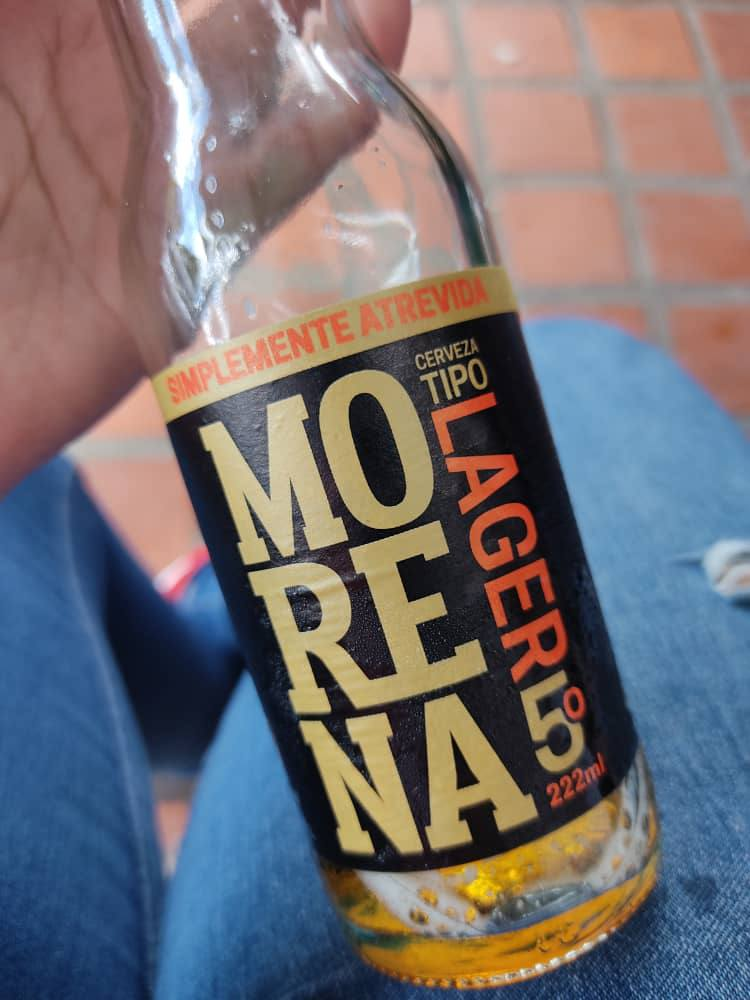 SIMPLEMENTE ATREVIDA
MO
RE
NA
CERVEZA
TIPO
LAGER
5°
222ml